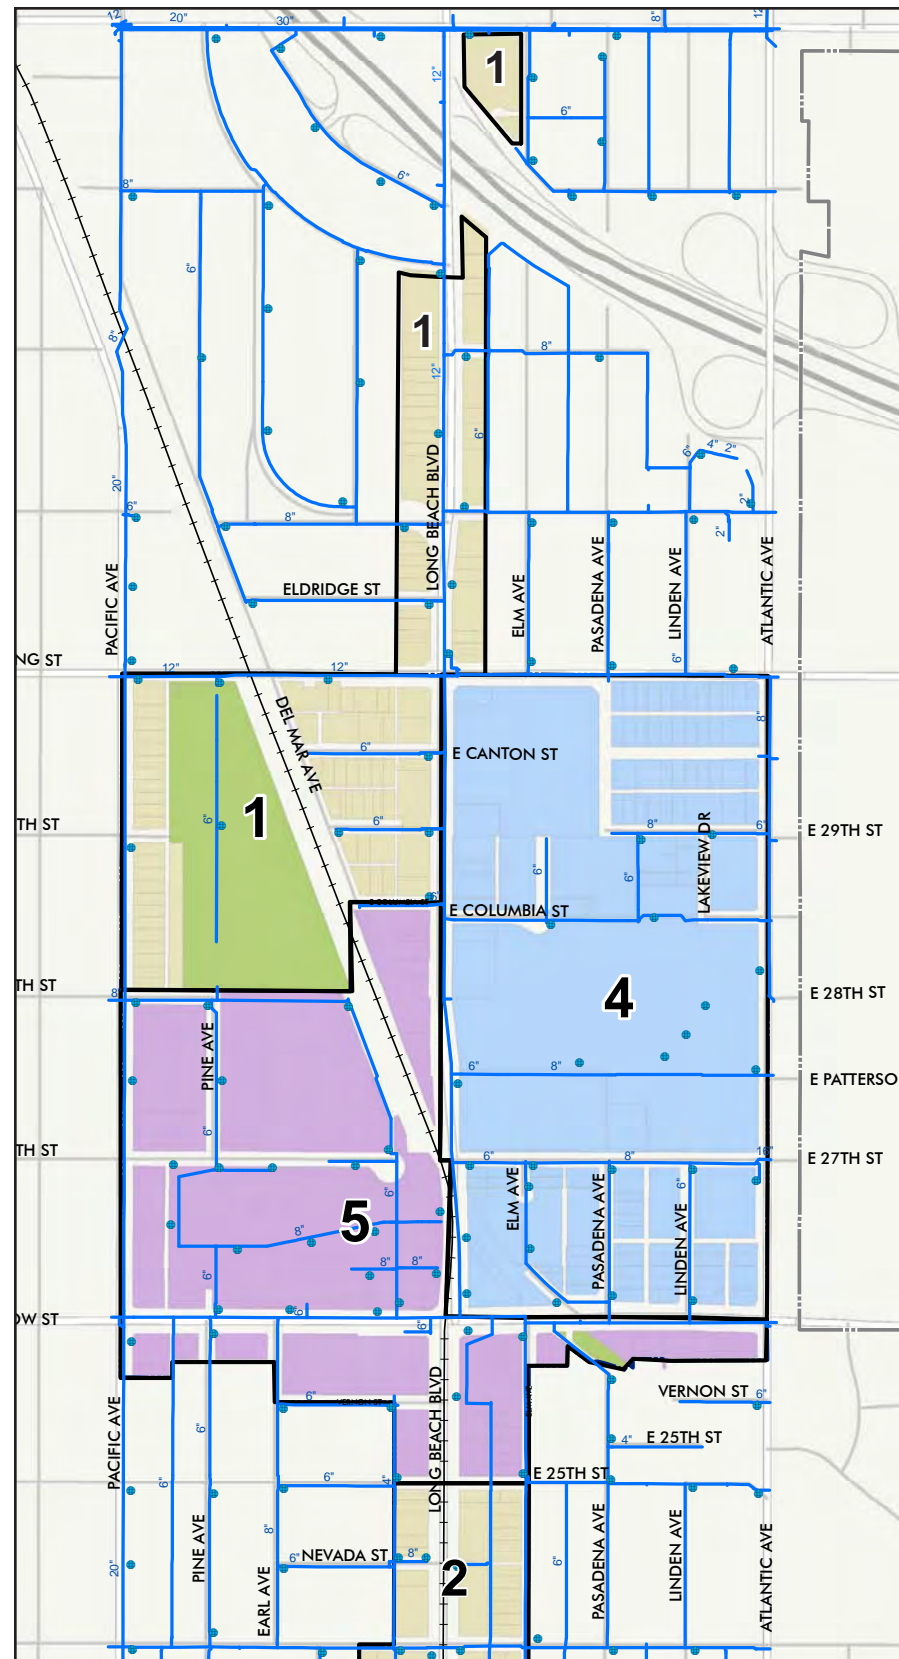 12"
20"
30"
8"
12"
1
12"
6"
6"
8"
6"
1
8"
8"
12"
6"
4"
2"
6"
20"
6"
2"
8"
2"
LONG BEACH BLVD
PACIFIC AVE
ELDRIDGE ST
ELM AVE
PASADENA AVE
LINDEN AVE
ATLANTIC AVE
NG ST
12"
12"
6"
DEL MAR AVE
8"
6"
E CANTON ST
1
6"
TH ST
8"
6"
E 29TH ST
LAKEVIEW DR
6"
6"
E COLUMBIA ST
E COLUMBIA ST
TH ST
8"
4
E 28TH ST
PINE AVE
6"
8"
E PATTERSO
6"
TH ST
6"
8"
16"
E 27TH ST
6"
ELM AVE
PASADENA AVE
6"
LINDEN AVE
5
8"
6"
8"
8"
OW ST
6"
6"
PACIFIC AVE
LONG BEACH BLVD
VERNON ST
6"
6"
VERNON ST
6"
4"
E 25TH ST
6"
6"
4"
E 25TH ST
PINE AVE
8"
EARL AVE
6"
NEVADA ST
8"
2
6"
PASADENA AVE
LINDEN AVE
ATLANTIC AVE
20"